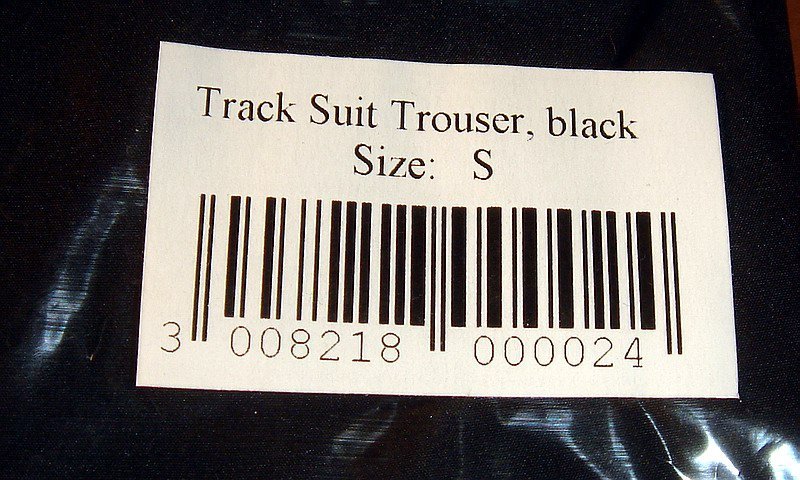 Track Suit Trouser, black
Size: S
3 008218 000024